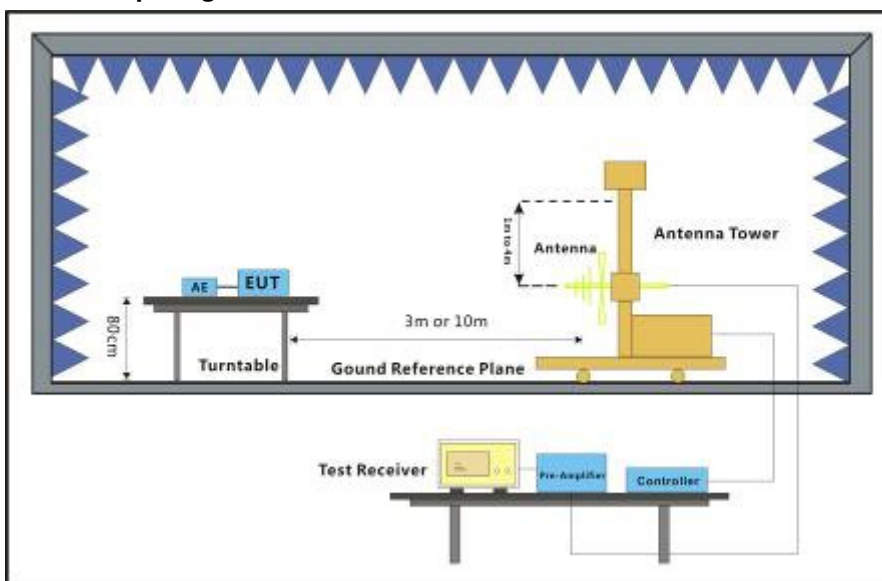 1m to 4m
Antenna
Antenna Tower
AE
EUT
80cm
3m or 10m
Turntable
Gound Reference Plane
Test Receiver
Pre-Amplifier
Controller